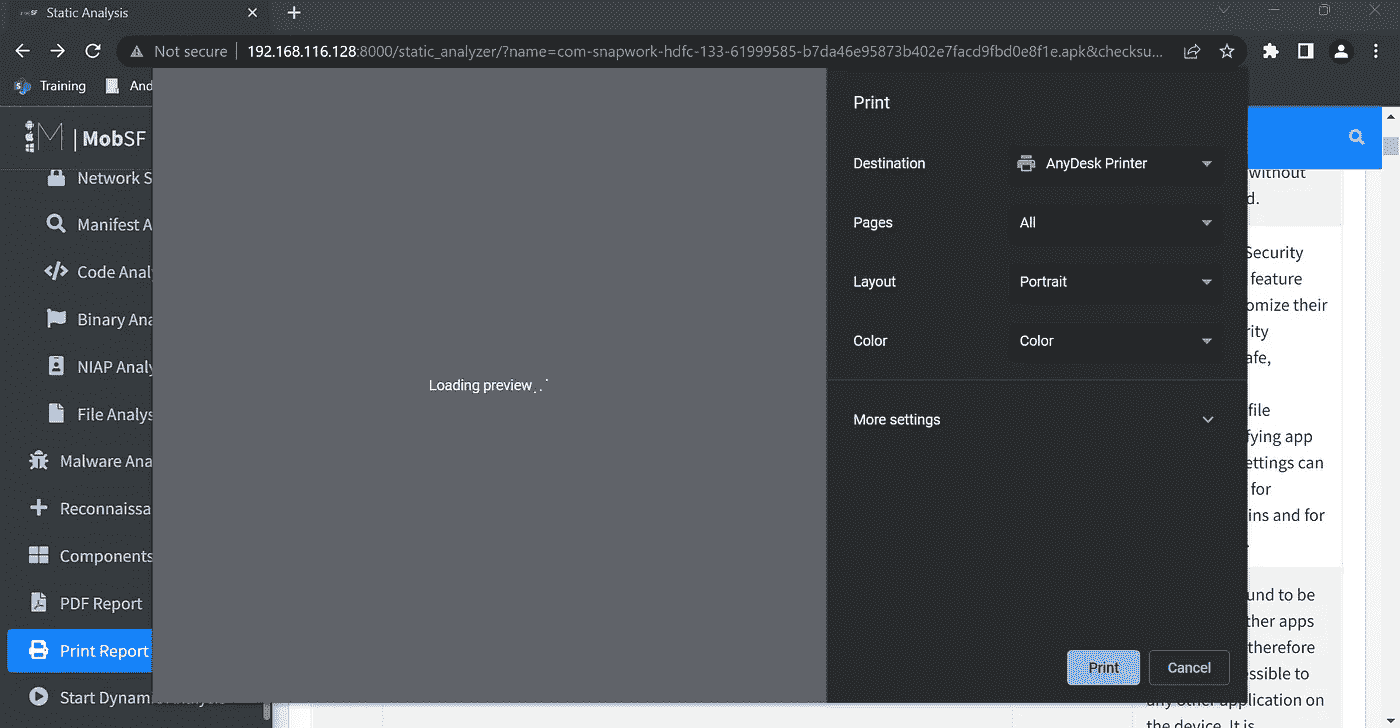 Static Analysis
Not secure
192.168.116.128:8000/static_analyzer/?name=com-snapwork-hdfc-133-61999585-b7da46e95873b402e7facd9fbd0e8f1e.apk&checksu...
Training
And
| MobSF
Network S
Manifest A
Code Anal
Binary Ana
NIAP Analy
File Analys
Malware Ana
Reconnaissa
Components
PDF Report
Print Report
Start Dynamic Analysis
Loading preview...
Print
Destination
AnyDesk Printer
Pages
All
Layout
Portrait
Color
Color
More settings
Print
Cancel
without
d.
Security
feature
omize their
rity
afe,
file
fying app
ettings can
for
ins and for
und to be
ther apps
therefore
ssible to
any other application on
the device. It is